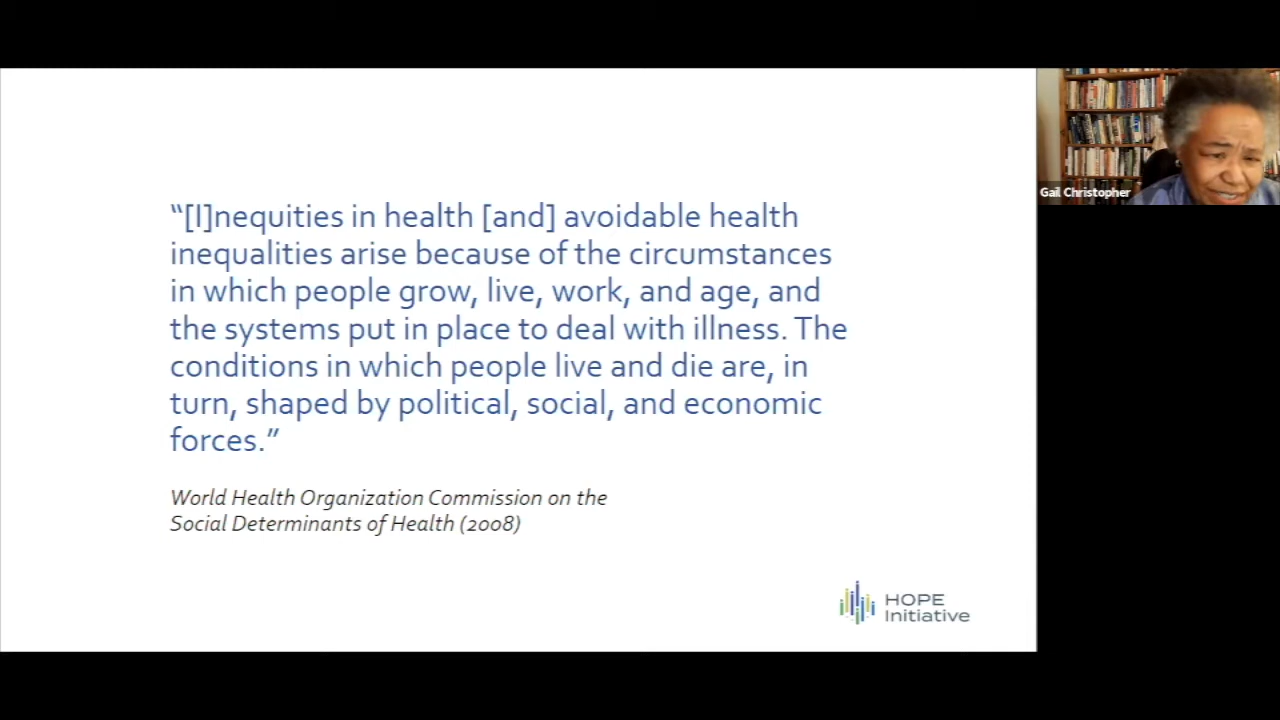 “[I]nequities in health [and] avoidable health
inequalities arise because of the circumstances
in which people grow, live, work, and age, and
the systems put in place to deal with illness. The
conditions in which people live and die are, in
turn, shaped by political, social, and economic
forces.”
World Health Organization Commission on the
Social Determinants of Health (2008)
HOPE
Initiative
Gail Christopher